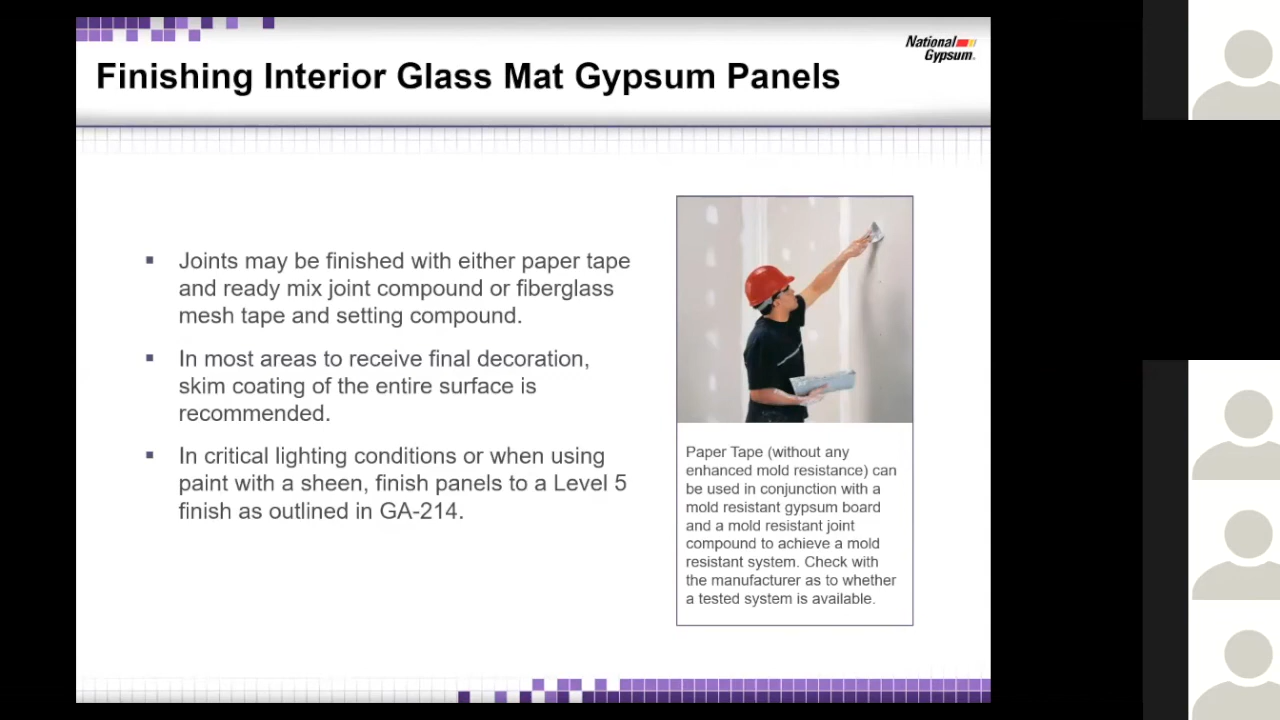 National
Gypsum®
Finishing Interior Glass Mat Gypsum Panels
Joints may be finished with either paper tape
and ready mix joint compound or fiberglass
mesh tape and setting compound.
In most areas to receive final decoration,
skim coating of the entire surface is
recommended.
In critical lighting conditions or when using
paint with a sheen, finish panels to a Level 5
finish as outlined in GA-214.
Paper Tape (without any
enhanced mold resistance) can
be used in conjunction with a
mold resistant gypsum board
and a mold resistant joint
compound to achieve a mold
resistant system. Check with
the manufacturer as to whether
a tested system is available.